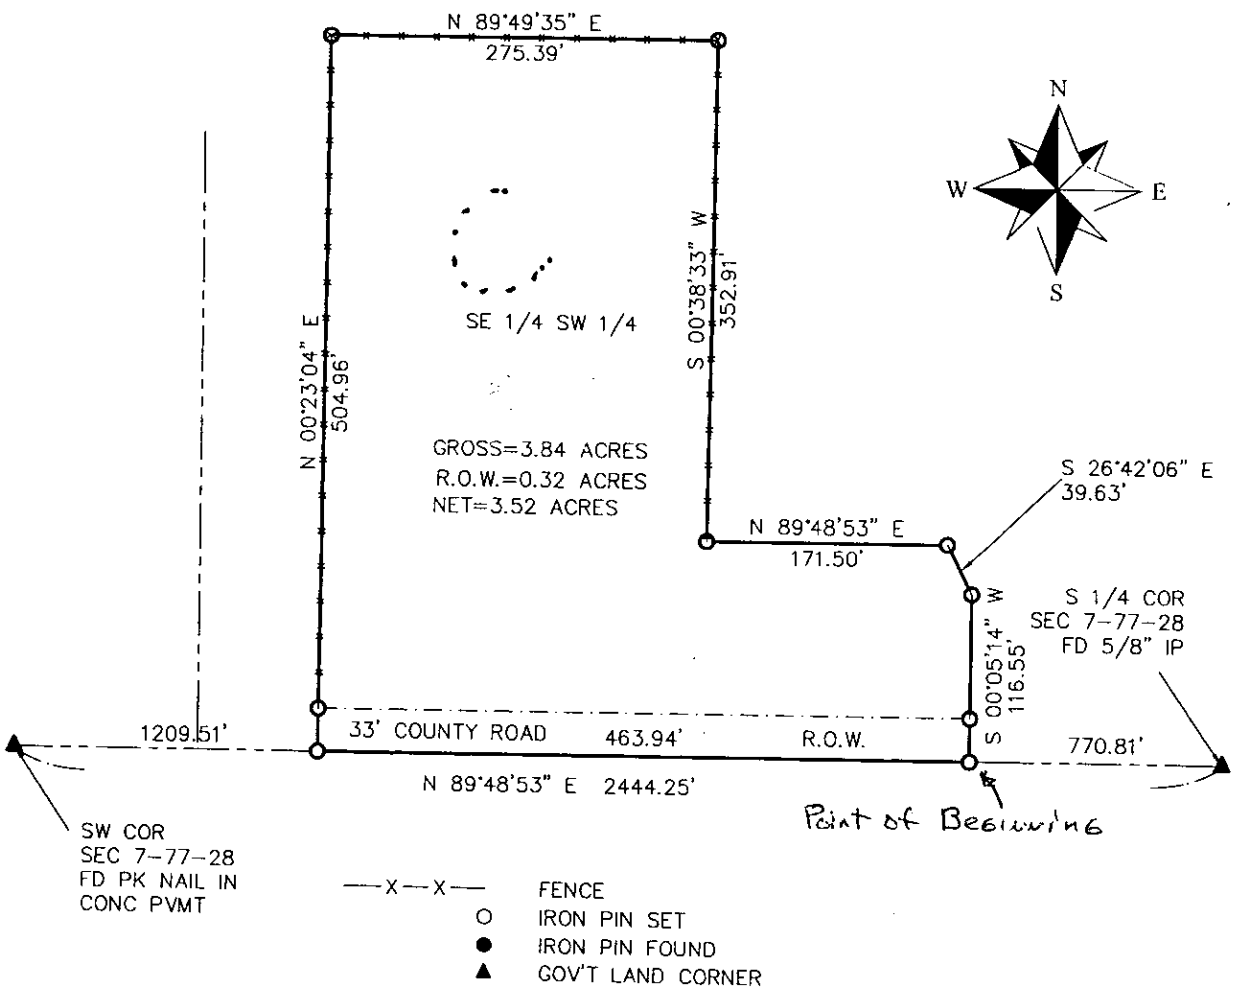 N 89°49'35" E
275.39'
N
W
E
S
S 00°38'33" W
352.91'
SE 1/4 SW 1/4
N 00°23'04" E
504.96'
GROSS=3.84 ACRES
R.O.W.=0.32 ACRES
NET=3.52 ACRES
S 26°42'06" E
39.63'
N 89°48'53" E
171.50'
S 1/4 COR
SEC 7-77-28
FD 5/8" IP
S 00°05'14" W
116.55'
1209.51'
33' COUNTY ROAD
463.94'
R.O.W.
770.81'
N 89°48'53" E 2444.25'
Point of Beginning
SW COR
SEC 7-77-28
FD PK NAIL IN
CONC PVMT
—X—X— FENCE
IRON PIN SET
IRON PIN FOUND
GOV'T LAND CORNER